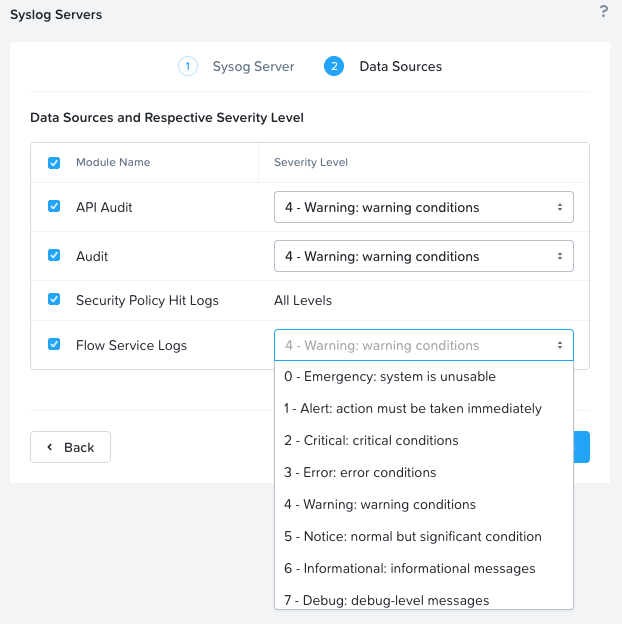 Syslog Servers
?
1 Sysog Server 2 Data Sources
Data Sources and Respective Severity Level
Module Name Severity Level
API Audit 4 - Warning: warning conditions
Audit 4 - Warning: warning conditions
Security Policy Hit Logs All Levels
Flow Service Logs 4 - Warning: warning conditions
0 - Emergency: system is unusable
1 - Alert: action must be taken immediately
2 - Critical: critical conditions
3 - Error: error conditions
4 - Warning: warning conditions
5 - Notice: normal but significant condition
6 - Informational: informational messages
7 - Debug: debug-level messages
Back